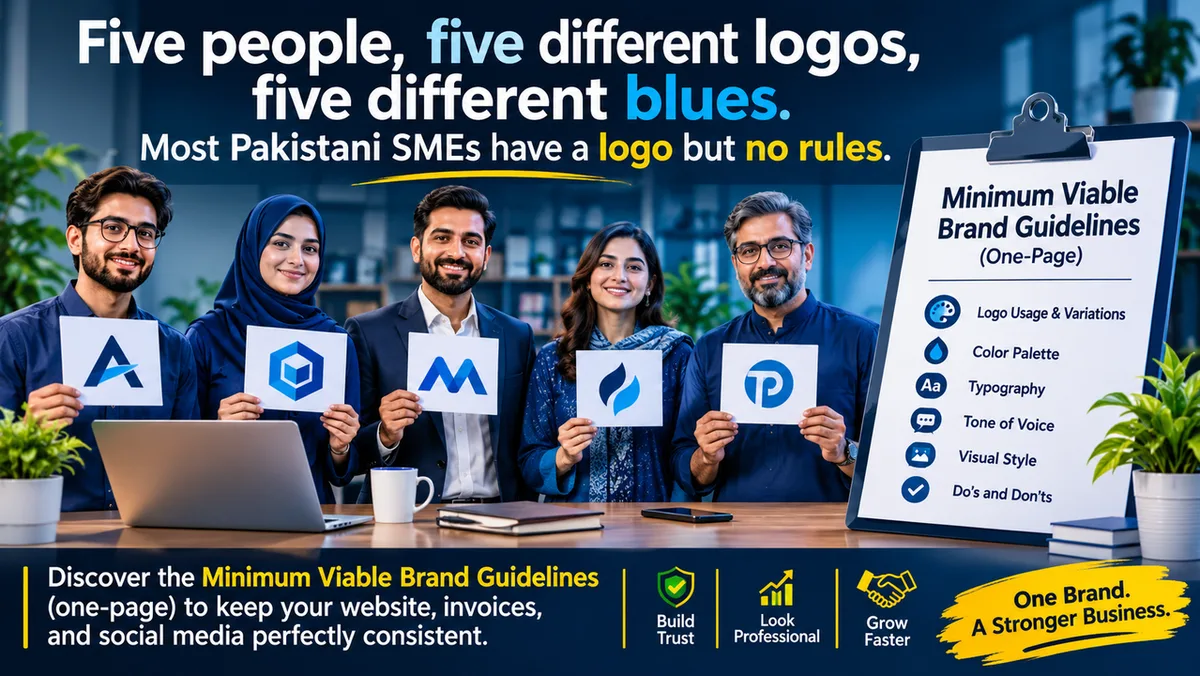 Five people, five different logos,
five different blues.
Most Pakistani SMEs have a logo but no rules.
Minimum Viable
Brand Guidelines
(One-Page)
Logo Usage & Variations
Color Palette
Aa
Typography
Tone of Voice
Visual Style
Do's and Don'ts
Discover the Minimum Viable Brand Guidelines
(one-page) to keep your website, invoices,
and social media perfectly consistent.
Build
Trust
Look
Professional
Grow
Faster
One Brand.
A Stronger Business.